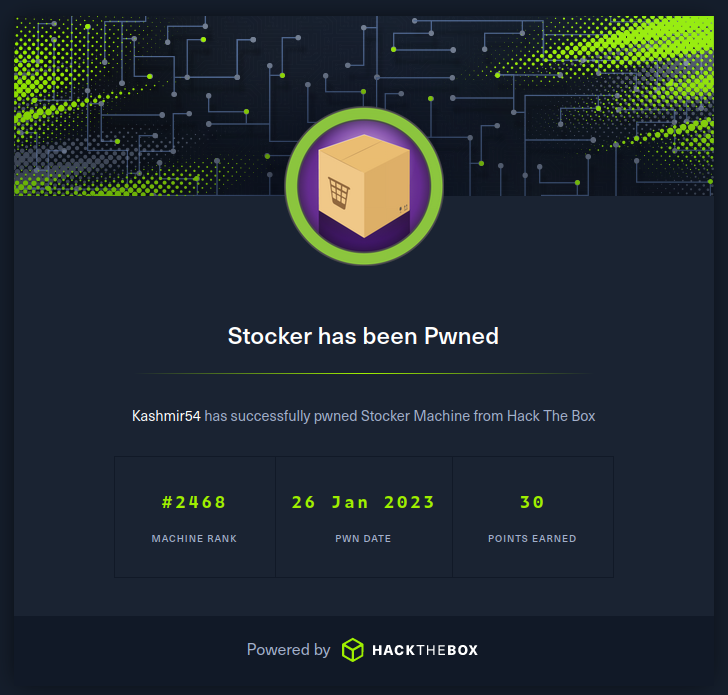 Stocker has been Pwned
Kashmir54 has successfully pwned Stocker Machine from Hack The Box
#2468 26 Jan 2023 30
MACHINE RANK PWN DATE POINTS EARNED
Powered by HACKTHEBOX